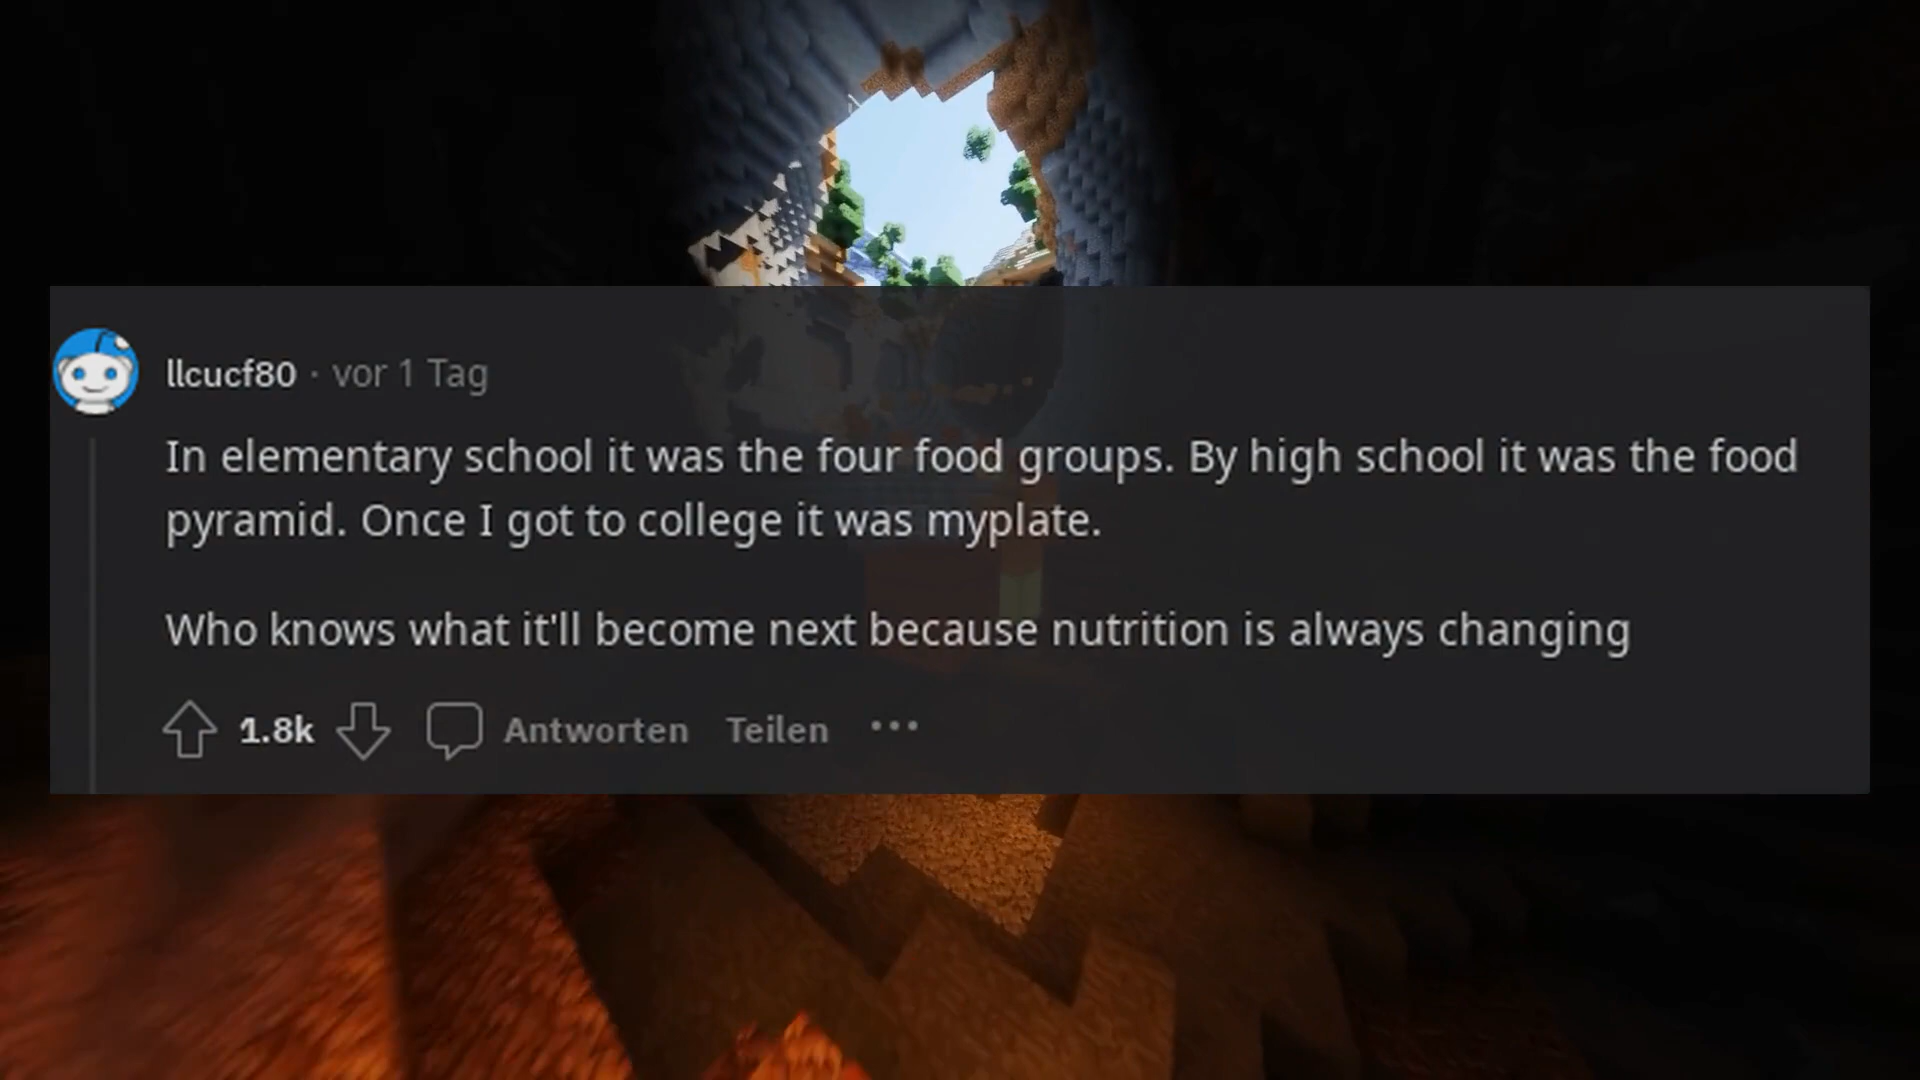 llcucf80 · vor 1 Tag
In elementary school it was the four food groups. By high school it was the food
pyramid. Once I got to college it was myplate.
Who knows what it'll become next because nutrition is always changing
1.8k Antworten Teilen •••